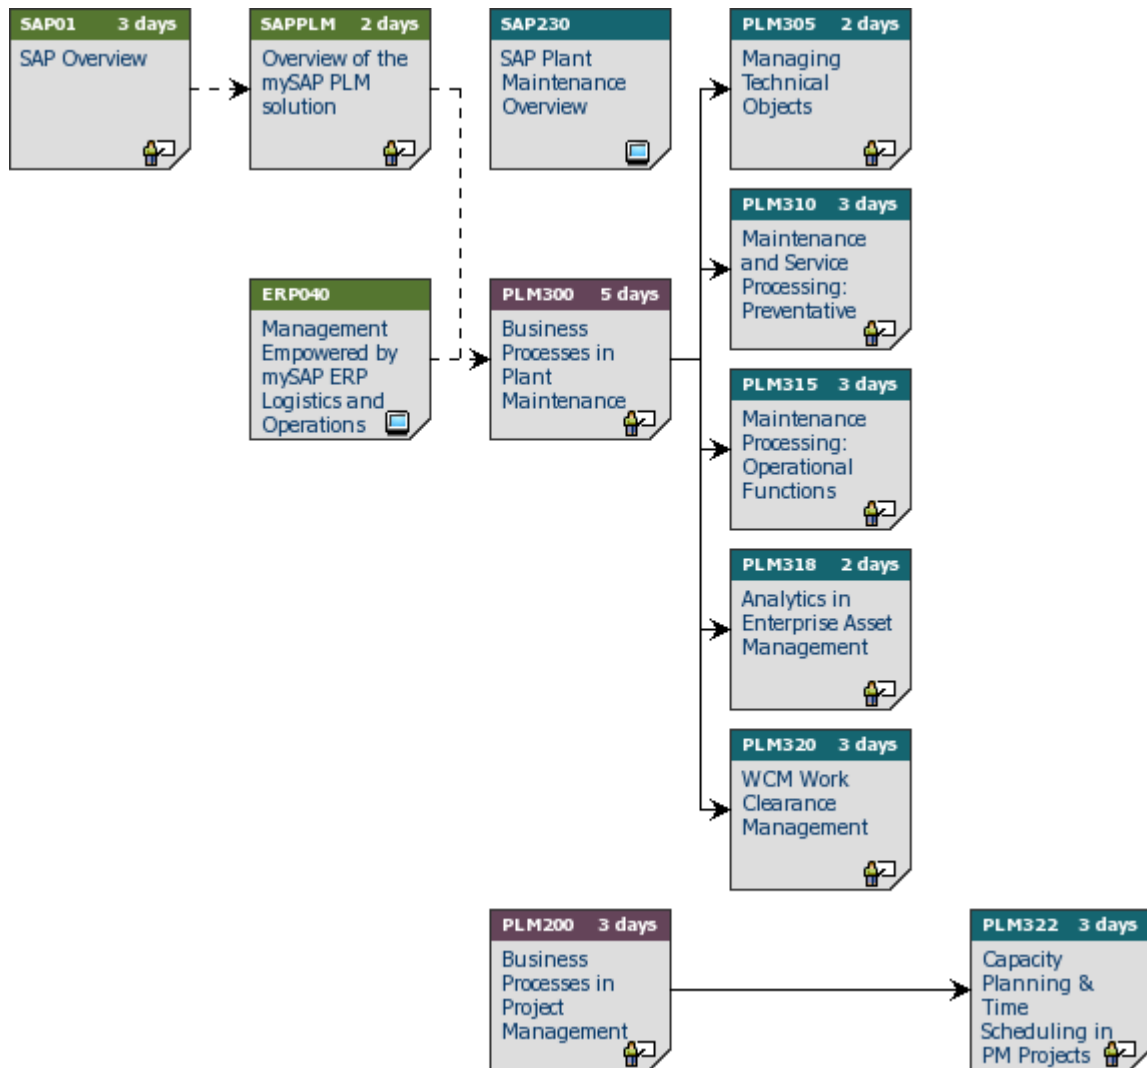 SAP01 3 days
SAP Overview
SAPPLM 2 days
Overview of the
mySAP PLM
solution
SAP230
SAP Plant
Maintenance
Overview
PLM305 2 days
Managing
Technical
Objects
PLM310 3 days
Maintenance
and Service
Processing:
Preventative
ERP040
Management
Empowered by
mySAP ERP
Logistics and
Operations
PLM300 5 days
Business
Processes in
Plant
Maintenance
PLM315 3 days
Maintenance
Processing:
Operational
Functions
PLM318 2 days
Analytics in
Enterprise Asset
Management
PLM320 3 days
WCM Work
Clearance
Management
PLM200 3 days
Business
Processes in
Project
Management
PLM322 3 days
Capacity
Planning &
Time
Scheduling in
PM Projects